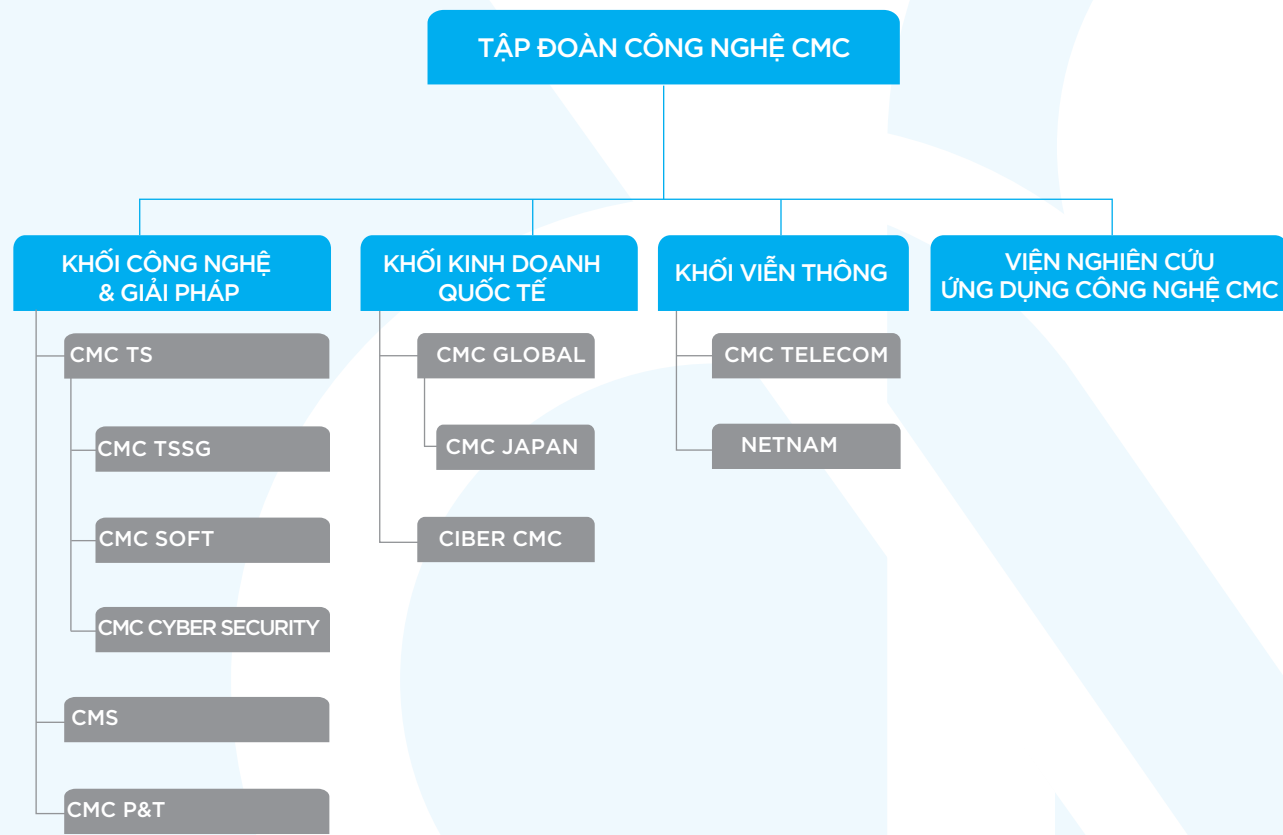 TẬP ĐOÀN CÔNG NGHỆ CMC
KHỐI CÔNG NGHỆ
& GIẢI PHÁP
CMC TS
CMC TSSG
CMC SOFT
CMC CYBER SECURITY
CMS
CMC P&T
KHỐI KINH DOANH
QUỐC TẾ
CMC GLOBAL
CMC JAPAN
CIBER CMC
KHỐI VIỄN THÔNG
CMC TELECOM
NETNAM
VIỆN NGHIÊN CỨU
ỨNG DỤNG CÔNG NGHỆ CMC